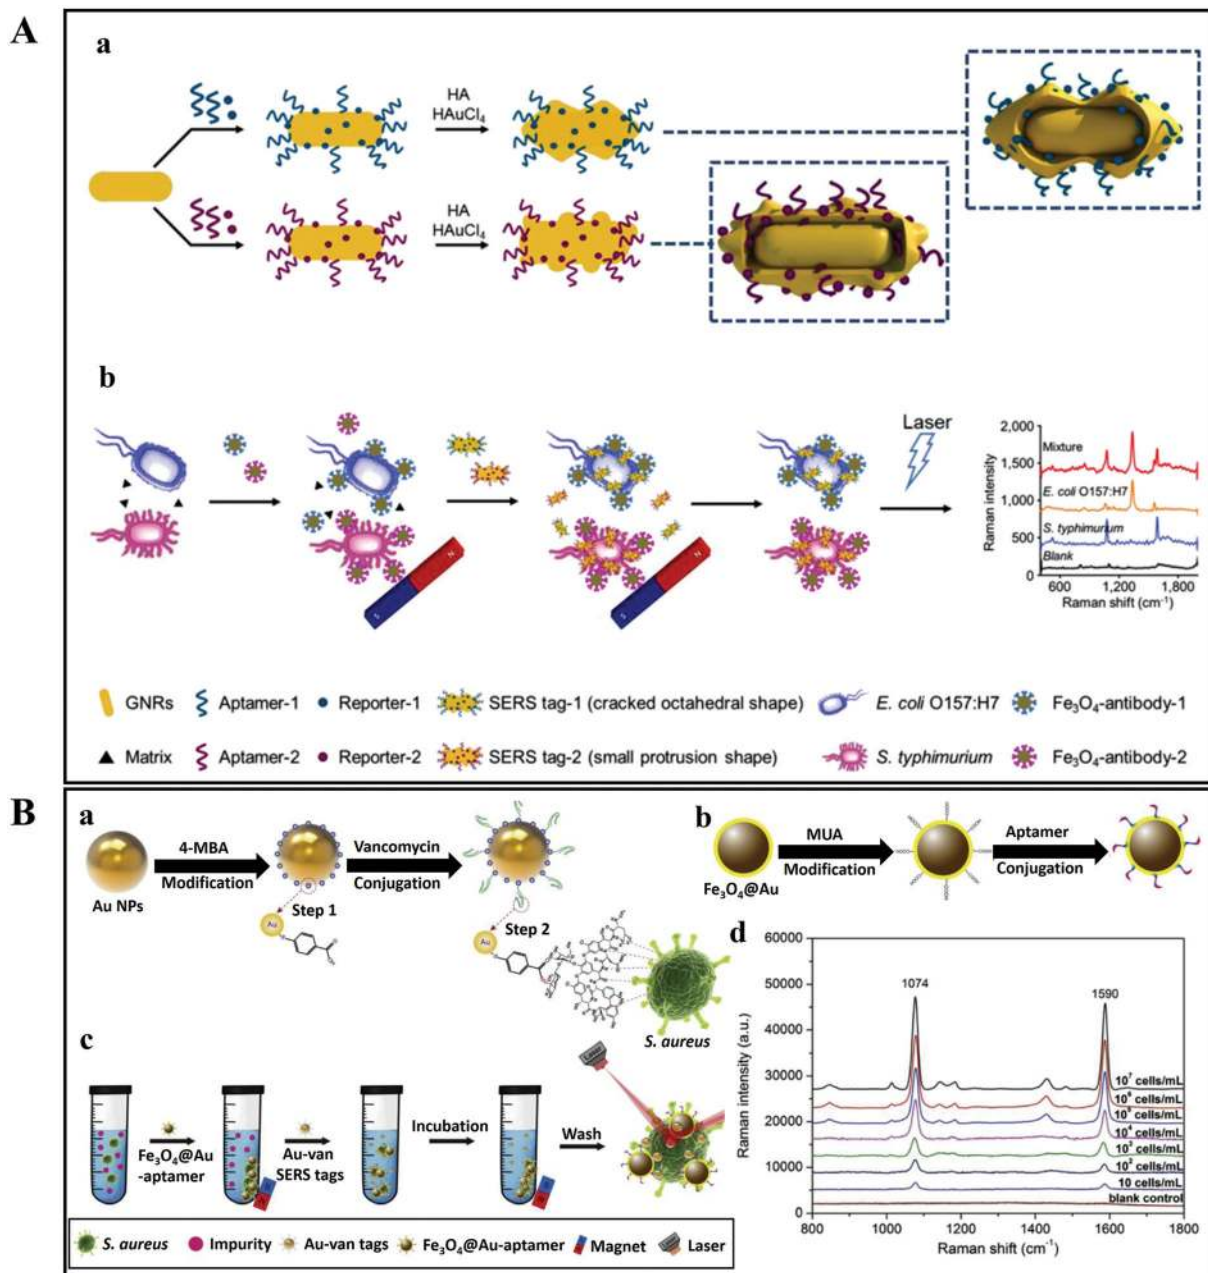 A
a
HA
HAuCl₄
HA
HAuCl₄
b
Laser
2,000
1,500
1,000
500
0
Raman intensity
Mixture
E. coli O157:H7
S. typhimurium
Blank
600
1,200
1,800
Raman shift (cm⁻¹)
N
S
N
S
GNRs
Aptamer-1
Reporter-1
SERS tag-1 (cracked octahedral shape)
E. coli O157:H7
Fe₃O₄-antibody-1
Matrix
Aptamer-2
Reporter-2
SERS tag-2 (small protrusion shape)
S. typhimurium
Fe₃O₄-antibody-2
B
a
Au NPs
4-MBA
Modification
Vancomycin
Conjugation
Step 1
Au
Step 2
Au
S. aureus
b
Fe₃O₄@Au
MUA
Modification
Aptamer
Conjugation
c
Fe₃O₄@Au
-aptamer
Au-van
SERS tags
Incubation
Wash
Laser
d
60000
50000
40000
30000
20000
10000
0
Raman intensity (a.u.)
1074
1590
10⁷ cells/mL
10⁶ cells/mL
10⁵ cells/mL
10⁴ cells/mL
10³ cells/mL
10² cells/mL
10 cells/mL
blank control
800
1000
1200
1400
1600
1800
Raman shift (cm⁻¹)
S. aureus
Impurity
Au-van tags
Fe₃O₄@Au-aptamer
Magnet
Laser